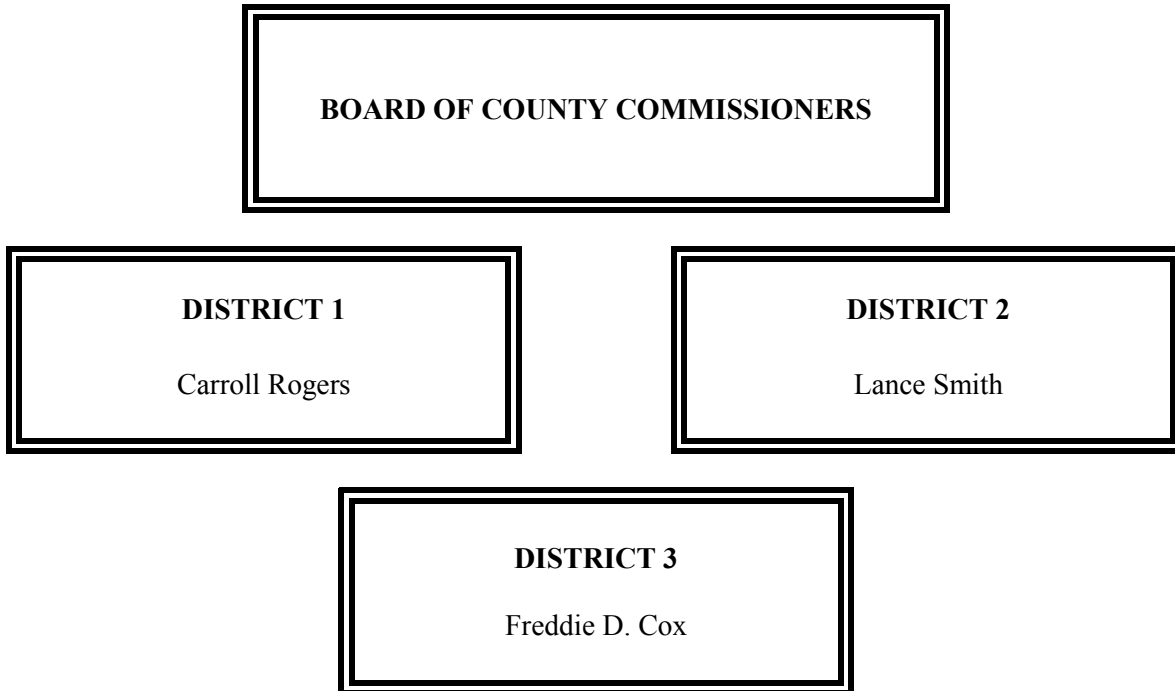 BOARD OF COUNTY COMMISSIONERS
DISTRICT 1
Carroll Rogers
DISTRICT 2
Lance Smith
DISTRICT 3
Freddie D. Cox